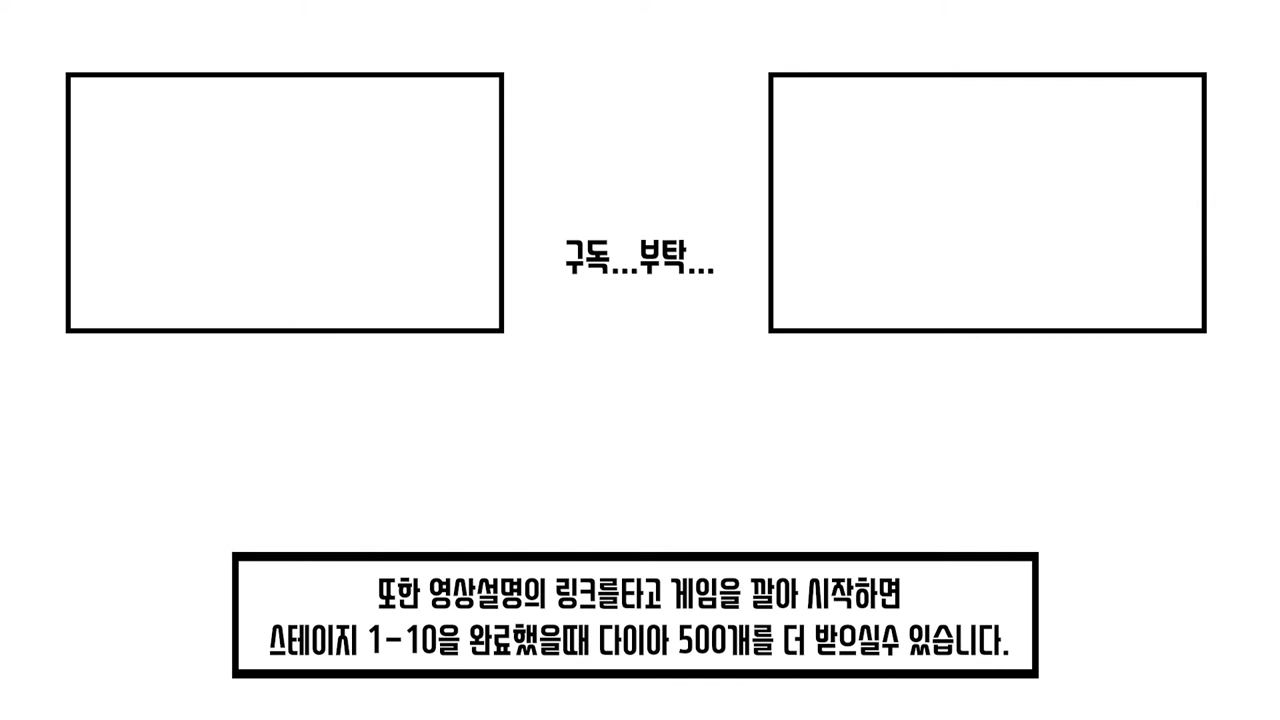 구독...부탁...
또한 영상설명의 링크를타고 게임을 깔아 시작하면
스테이지 1-10을 완료했을때 다이아 500개를 더 받으실수 있습니다.